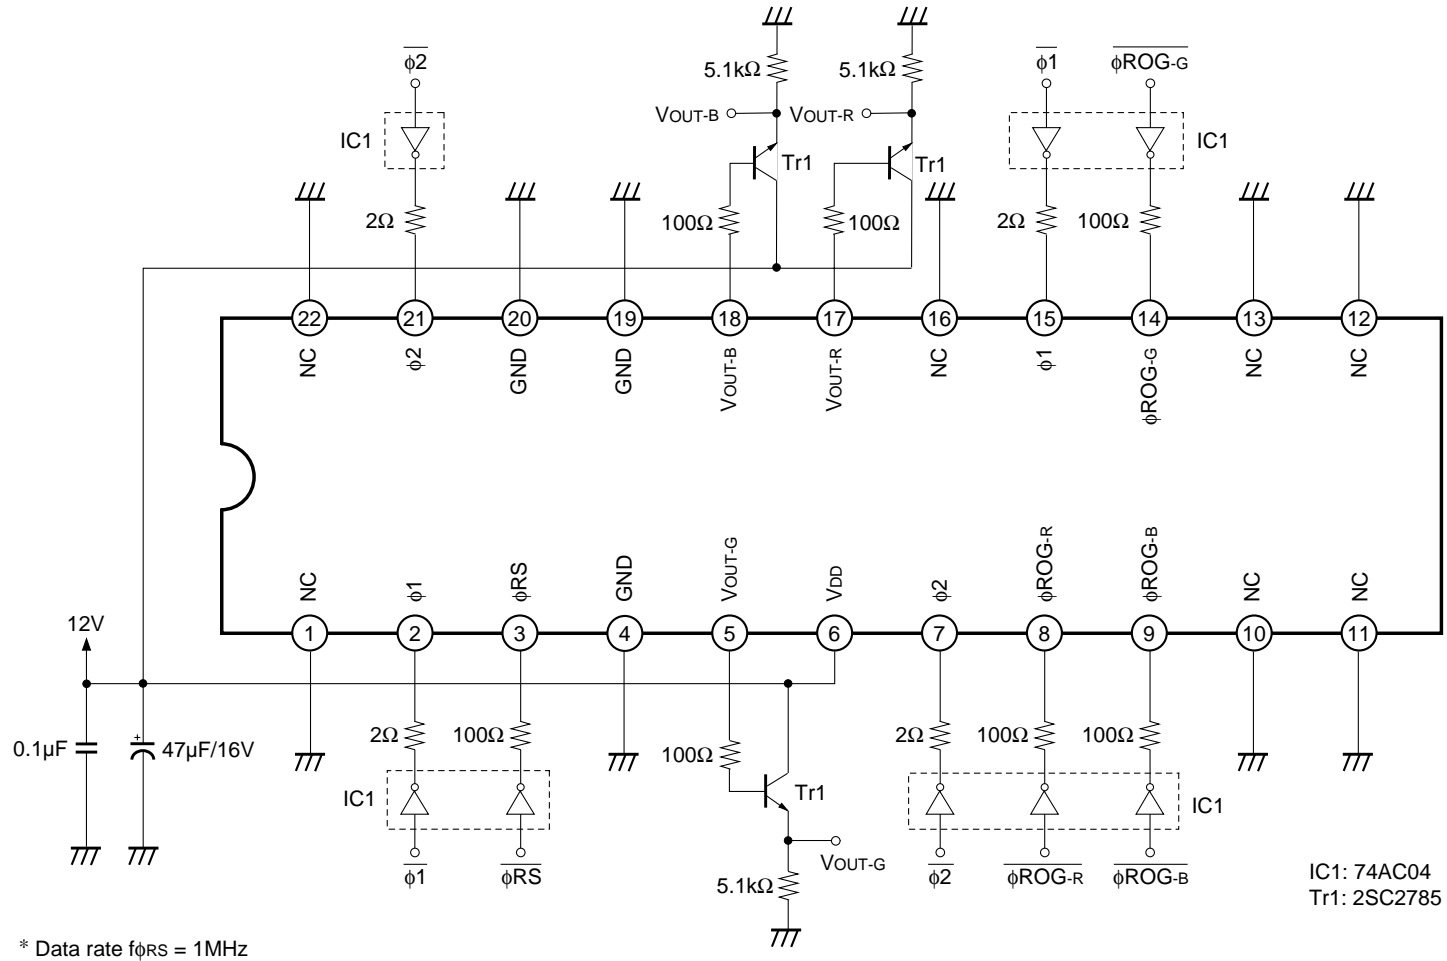 φ2
IC1
2Ω
5.1kΩ
VOUT-B
Tr1
100Ω
5.1kΩ
VOUT-R
Tr1
100Ω
φ1
φROG-G
IC1
2Ω
100Ω
22
21
20
19
18
17
16
15
14
13
12
NC
φ2
GND
GND
VOUT-B
VOUT-R
NC
φ1
φROG-G
NC
NC
NC
φ1
φRS
GND
VOUT-G
VDD
φ2
φROG-R
φROG-B
NC
NC
1
2
3
4
5
6
7
8
9
10
11
12V
0.1µF
+
47µF/16V
2Ω
100Ω
IC1
φ1
φRS
100Ω
Tr1
VOUT-G
5.1kΩ
2Ω
100Ω
100Ω
IC1
φ2
φROG-R
φROG-B
IC1: 74AC04
Tr1: 2SC2785
* Data rate fφRS = 1MHz